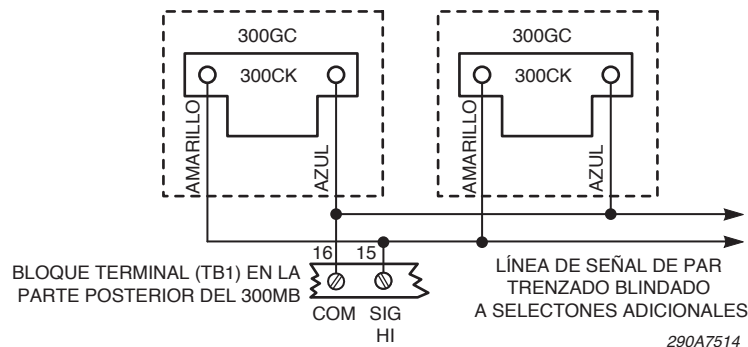 300GC
300CK
AMARILLO
AZUL
300GC
300CK
AMARILLO
AZUL
16 15
BLOQUE TERMINAL (TB1) EN LA
PARTE POSTERIOR DEL 300MB
COM SIG
HI
LÍNEA DE SEÑAL DE PAR
TRENZADO BLINDADO
A SELECTONES ADICIONALES
290A7514